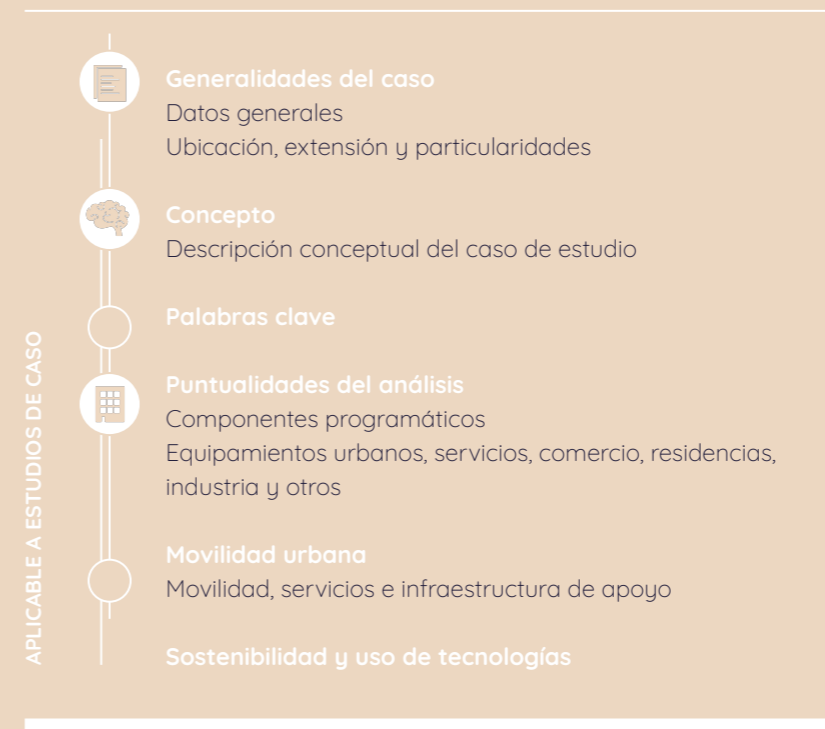 Generalidades del caso
Datos generales
Ubicación, extensión y particularidades
Concepto
Descripción conceptual del caso de estudio
Palabras clave
Puntualidades del análisis
Componentes programáticos
Equipamientos urbanos, servicios, comercio, residencias,
industria y otros
Movilidad urbana
Movilidad, servicios e infraestructura de apoyo
Sostenibilidad y uso de tecnologías
APLICABLE A ESTUDIOS DE CASO